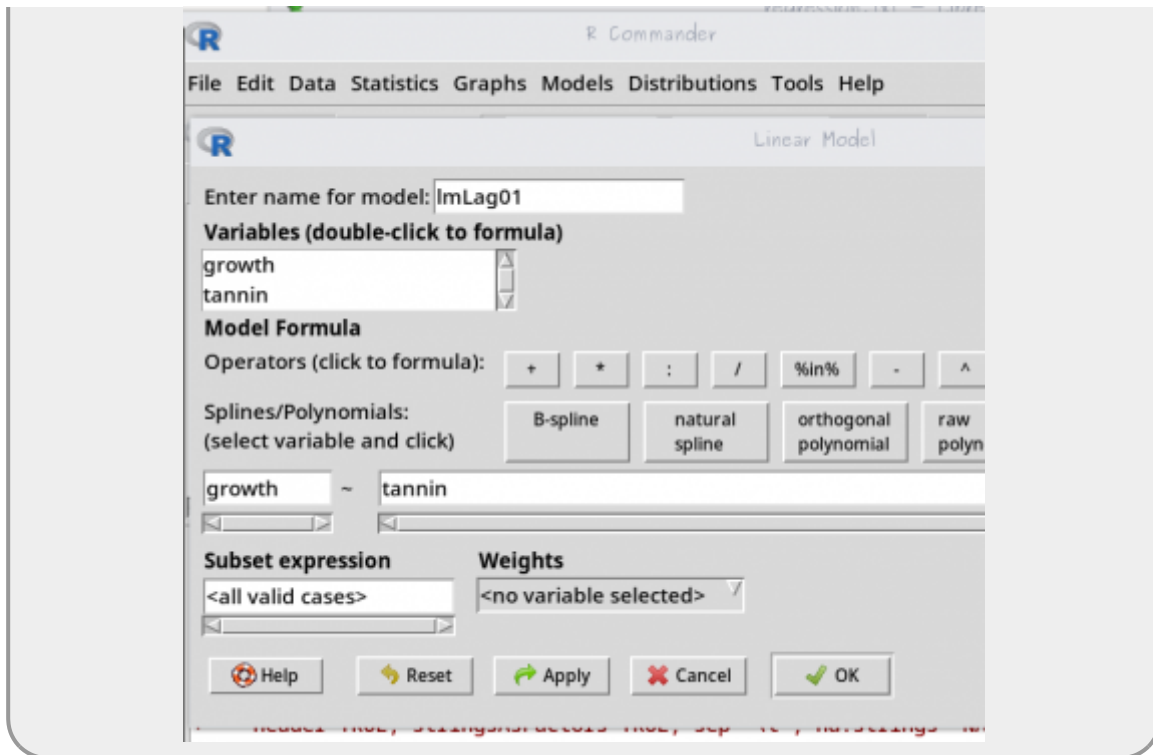 R Commander
File Edit Data Statistics Graphs Models Distributions Tools Help
Linear Model
Enter name for model: lmLag01
Variables (double-click to formula)
growth
tannin
Model Formula
Operators (click to formula): + * : / %in% - ^
Splines/Polynomials:
(select variable and click)
B-spline
natural
spline
orthogonal
polynomial
raw
polyn
growth ~ tannin
Subset expression Weights
<all valid cases> <no variable selected>
Help Reset Apply Cancel OK